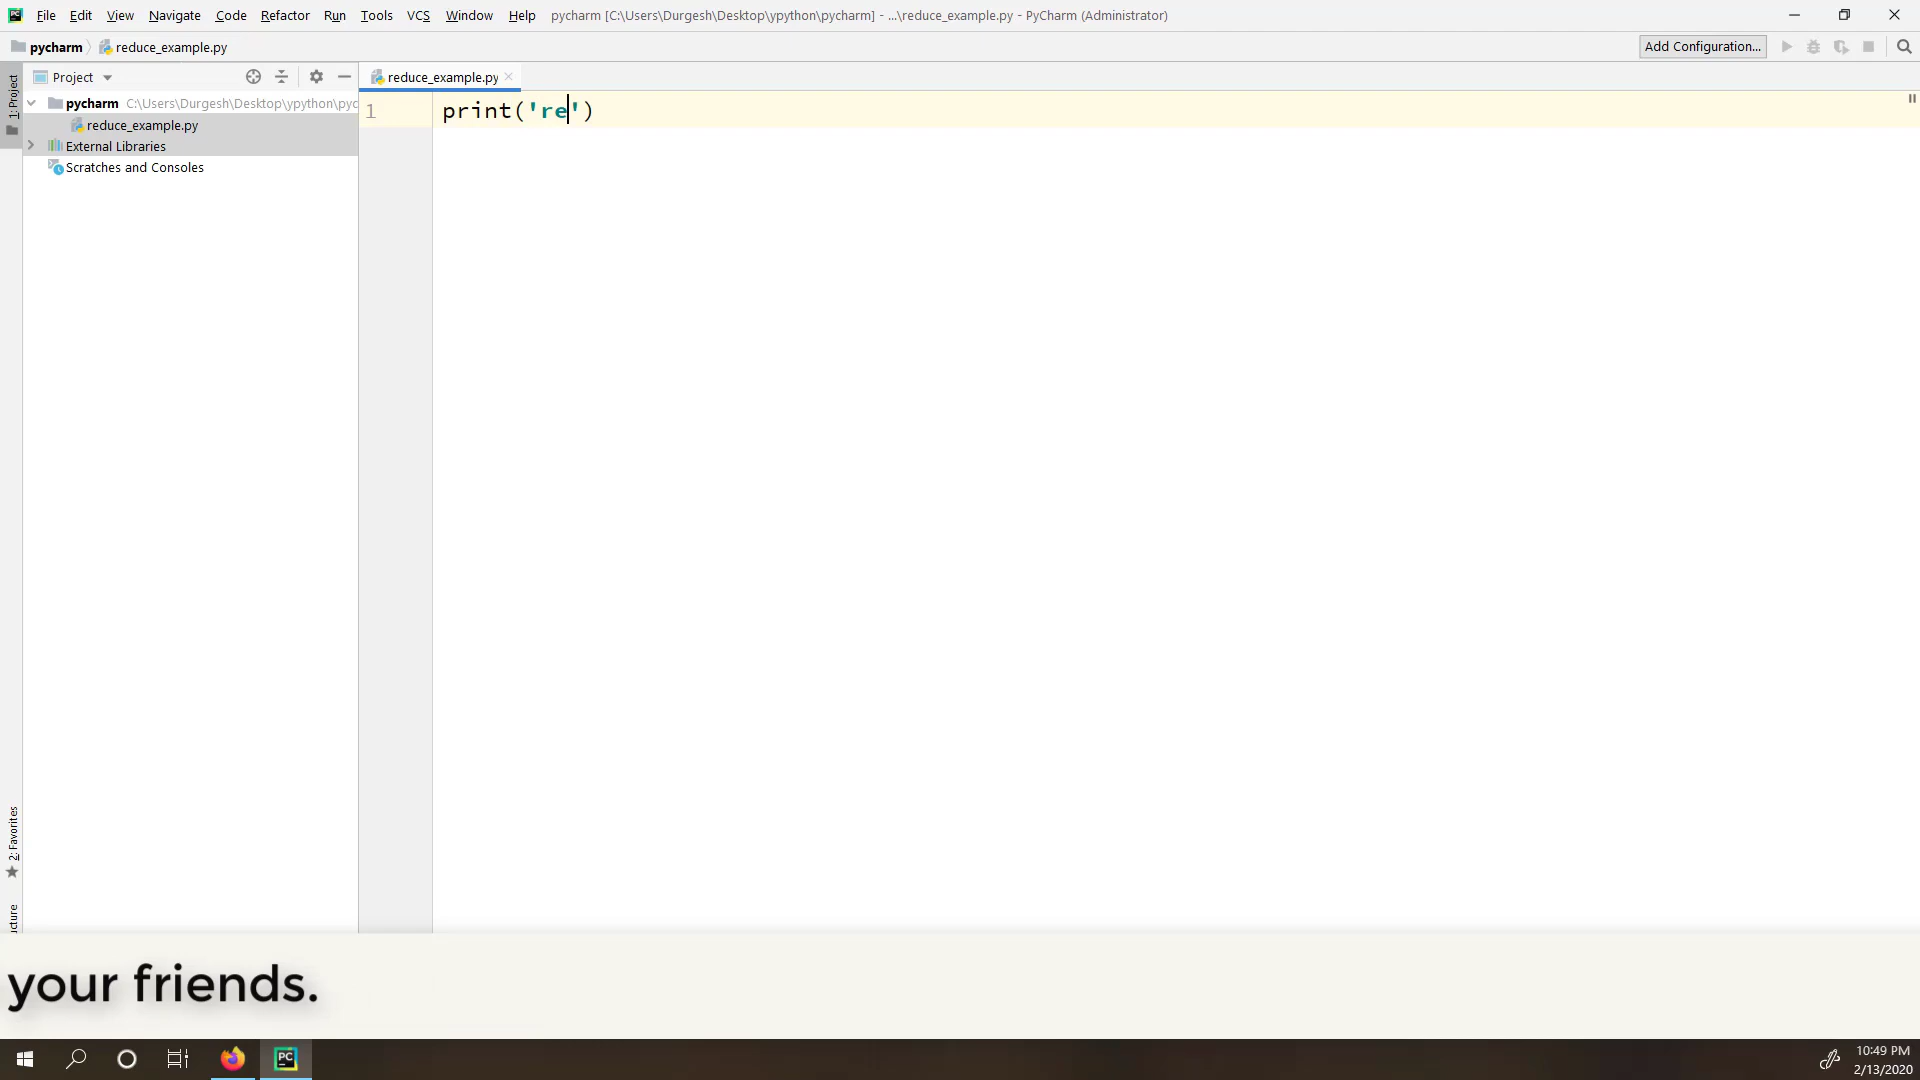 File Edit View Navigate Code Refactor Run Tools VCS Window Help pycharm [C:\Users\Durgesh\Desktop\ypython\pycharm] - ...\reduce_example.py - PyCharm (Administrator)
pycharm reduce_example.py Add Configuration...
1: Project
Project
reduce_example.py
pycharm C:\Users\Durgesh\Desktop\ypython\pyc
1 print('re')
reduce_example.py
External Libraries
Scratches and Consoles
2: Favorites
ucture
your friends.
PC
10:49 PM
2/13/2020